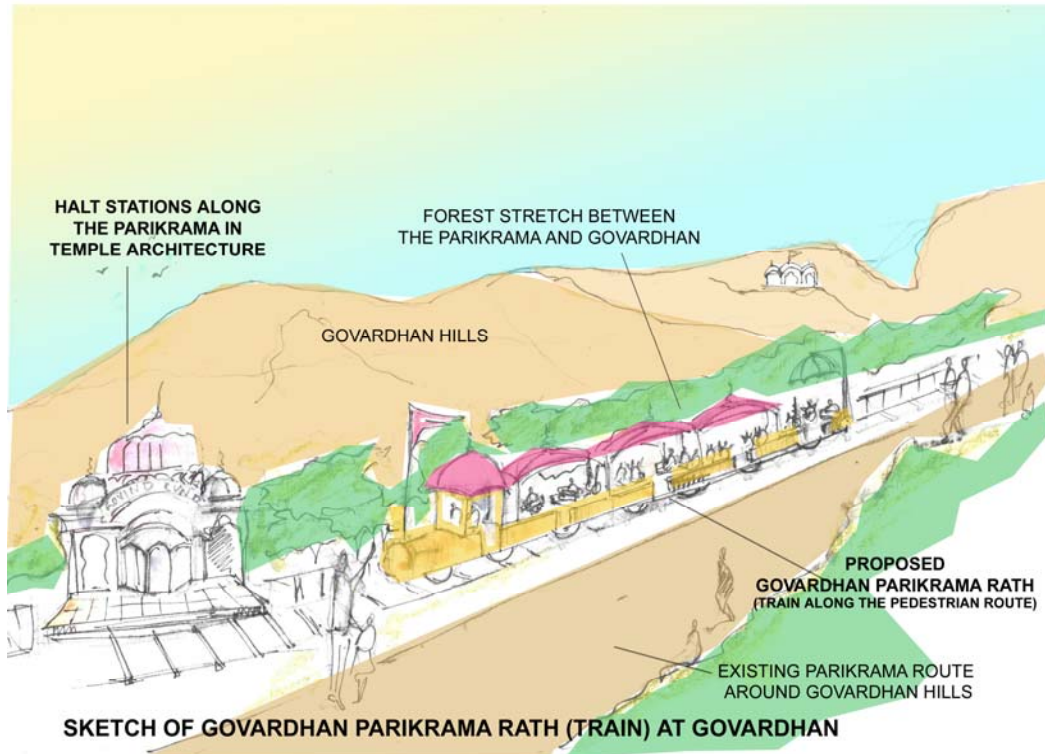 HALT STATIONS ALONG
THE PARIKRAMA IN
TEMPLE ARCHITECTURE
FOREST STRETCH BETWEEN
THE PARIKRAMA AND GOVARDHAN
GOVARDHAN HILLS
PROPOSED
GOVARDHAN PARIKRAMA RATH
(TRAIN ALONG THE PEDESTRIAN ROUTE)
EXISTING PARIKRAMA ROUTE
AROUND GOVARDHAN HILLS
SKETCH OF GOVARDHAN PARIKRAMA RATH (TRAIN) AT GOVARDHAN